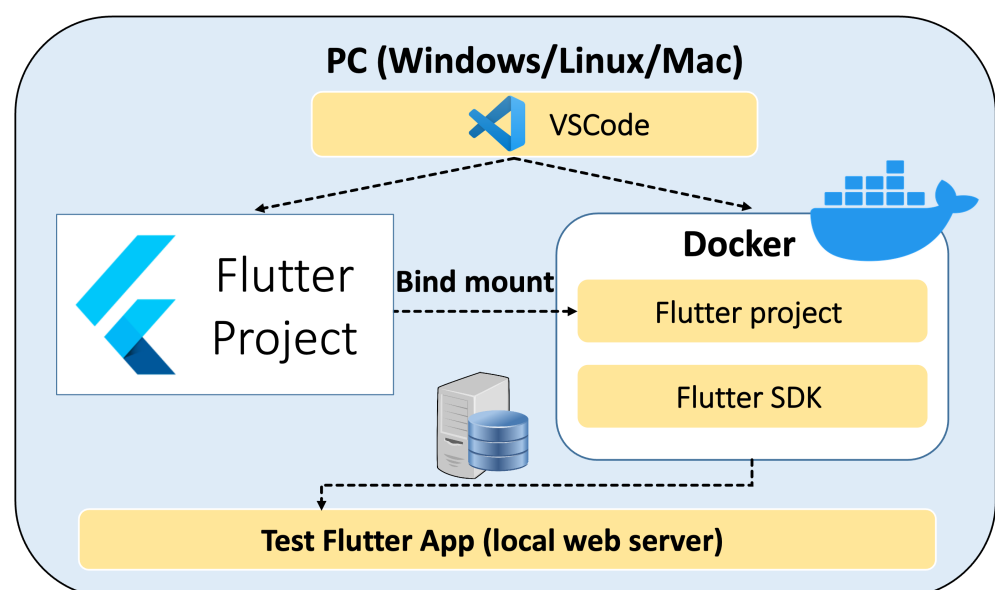 PC (Windows/Linux/Mac)
VSCode
Flutter
Project
Bind mount
Docker
Flutter project
Flutter SDK
Test Flutter App (local web server)